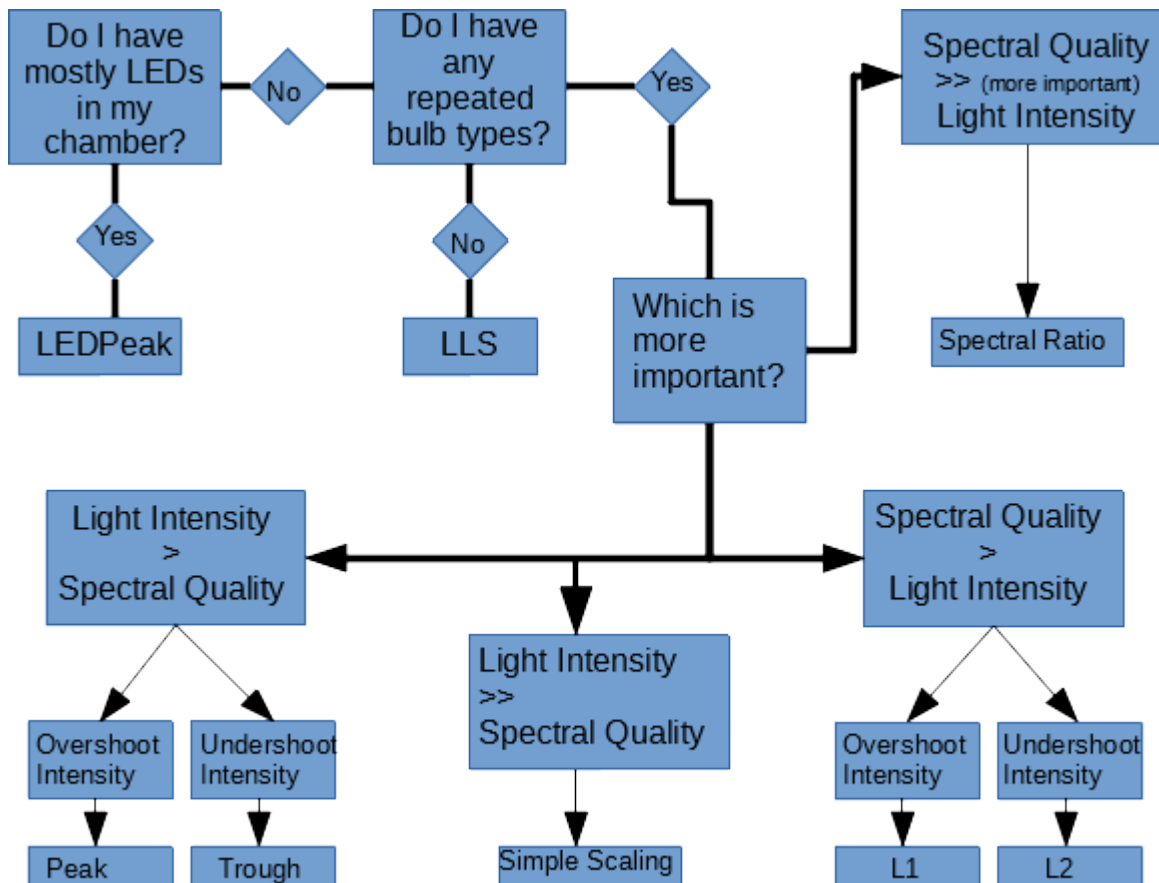 Do I have
mostly LEDs
in my
chamber?
No
Do I have
any
repeated
bulb types?
Yes
Spectral Quality
>> (more important)
Light Intensity
Yes
No
LEDPeak
LLS
Which is
more
important?
Spectral Ratio
Light Intensity
>
Spectral Quality
Light Intensity
>>
Spectral Quality
Spectral Quality
>
Light Intensity
Overshoot
Intensity
Undershoot
Intensity
Overshoot
Intensity
Undershoot
Intensity
Peak
Trough
Simple Scaling
L1
L2